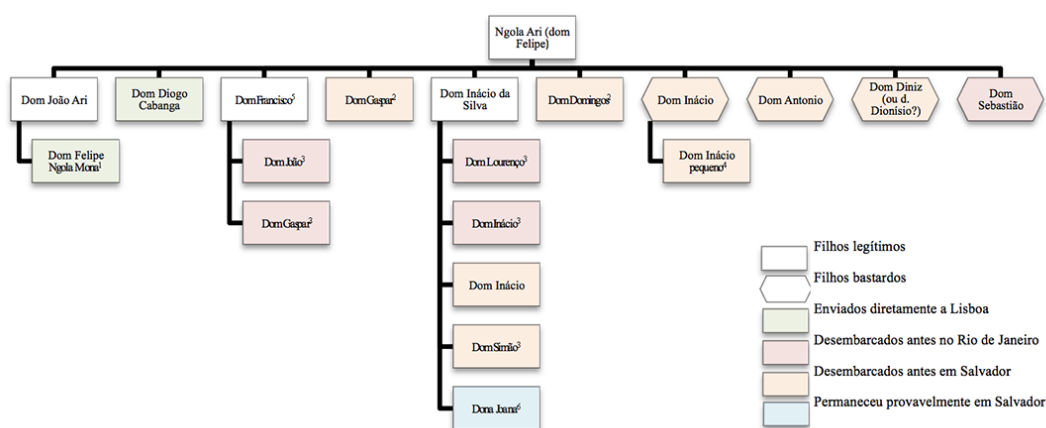 Ngola Ari (dom
Felipe)
Dom João Ari
Dom Diogo
Cabanga
Dom Francisco⁵
Dom Gaspar²
Dom Inácio da
Silva
Dom Domingos²
Dom Inácio
Dom Antonio
Dom Diniz
(ou d.
Dionísio?)
Dom
Sebastião
Dom Felipe
Ngola Mona¹
Dom João³
Dom Lourenço³
Dom Inácio
pequeno⁴
Dom Gaspar³
Dom Inácio³
Dom Inácio
Dom Simão³
Dona Joana⁶
Filhos legítimos
Filhos bastardos
Enviados diretamente a Lisboa
Desembarcados antes no Rio de Janeiro
Desembarcados antes em Salvador
Permaneceu provavelmente em Salvador